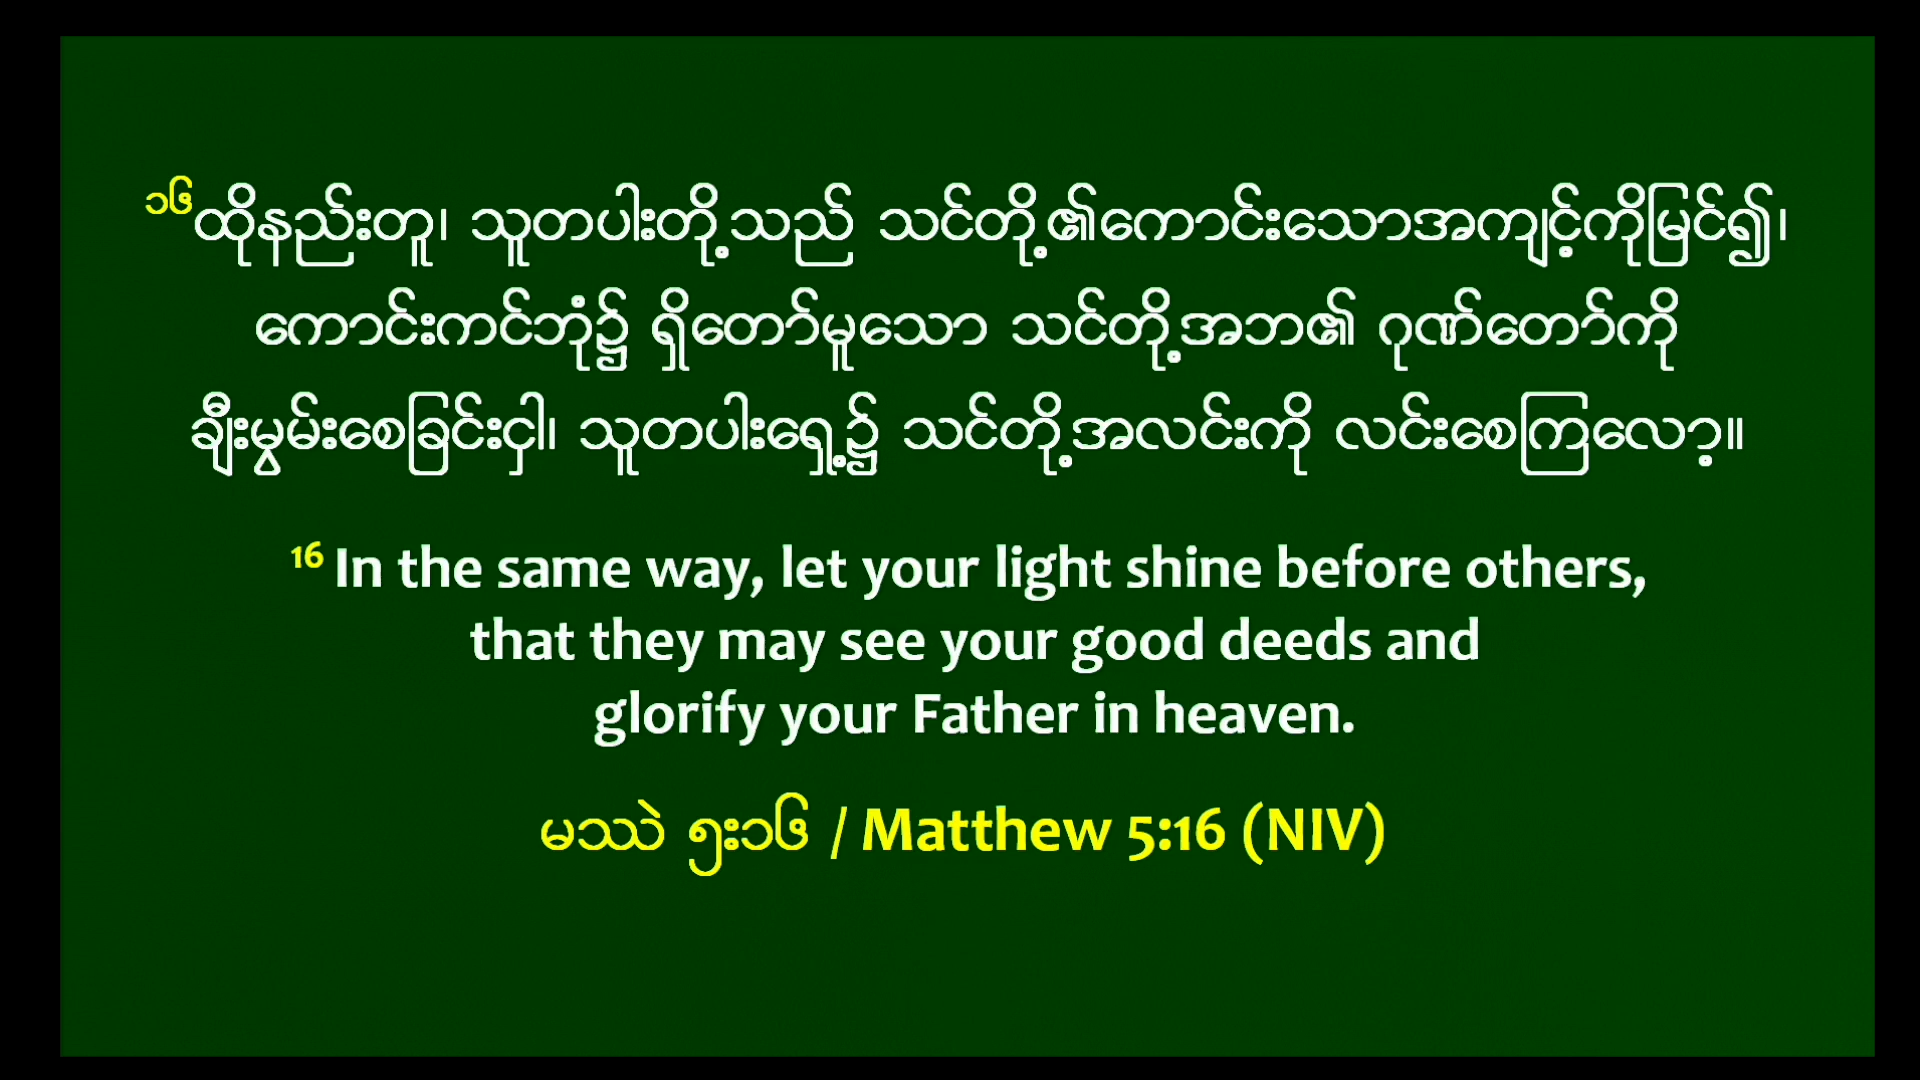 ၁၆ထိုနည်းတူ၊ သူတပါးတို့သည် သင်တို့၏ကောင်းသောအကျင့်ကိုမြင်၍၊
ကောင်းကင်ဘုံ၌ ရှိတော်မူသော သင်တို့အဘ၏ ဂုဏ်တော်ကို
ချီးမွမ်းစေခြင်းငှါ၊ သူတပါးရှေ့၌ သင်တို့အလင်းကို လင်းစေကြလော့။
16 In the same way, let your light shine before others,
that they may see your good deeds and
glorify your Father in heaven.
မဿဲ ၅း၁၆ / Matthew 5:16 (NIV)